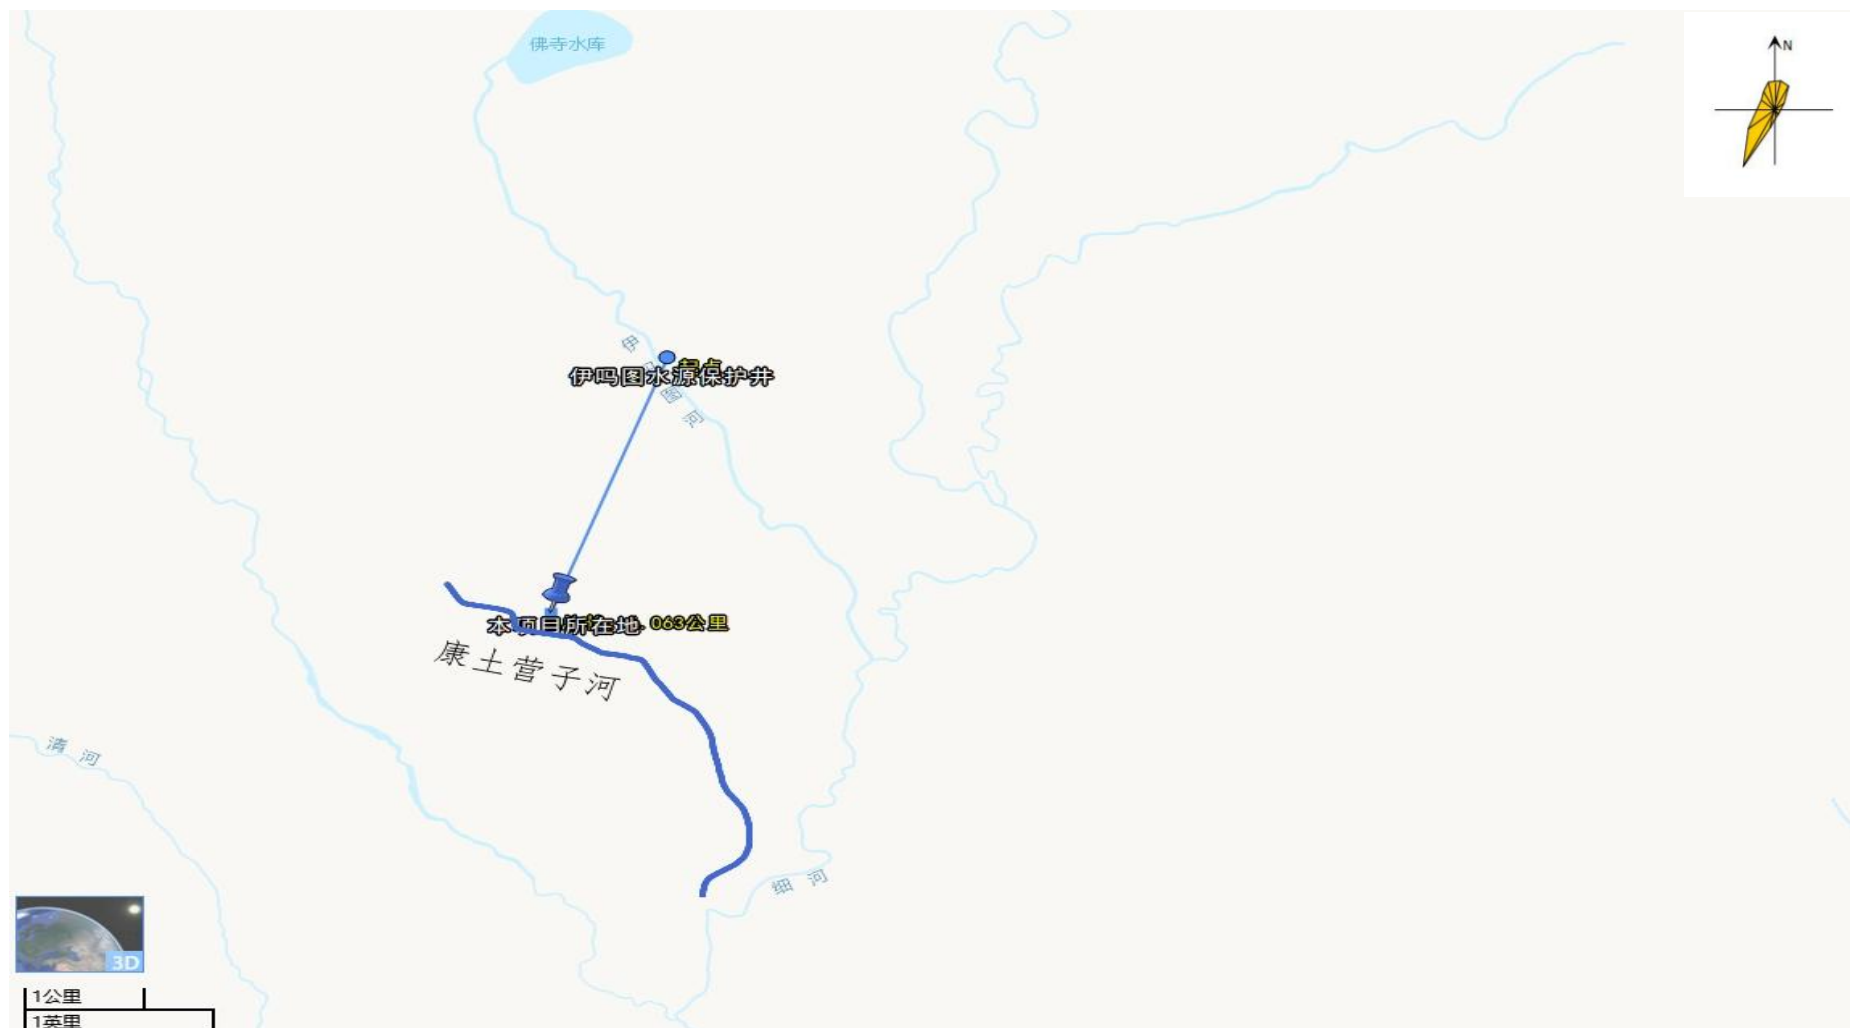 佛寺水库
N
伊 图 河
起点
伊吗图水源保护井
本项目所在地
063公里
康土营子河
清河
细河
3D
1公里
1英里